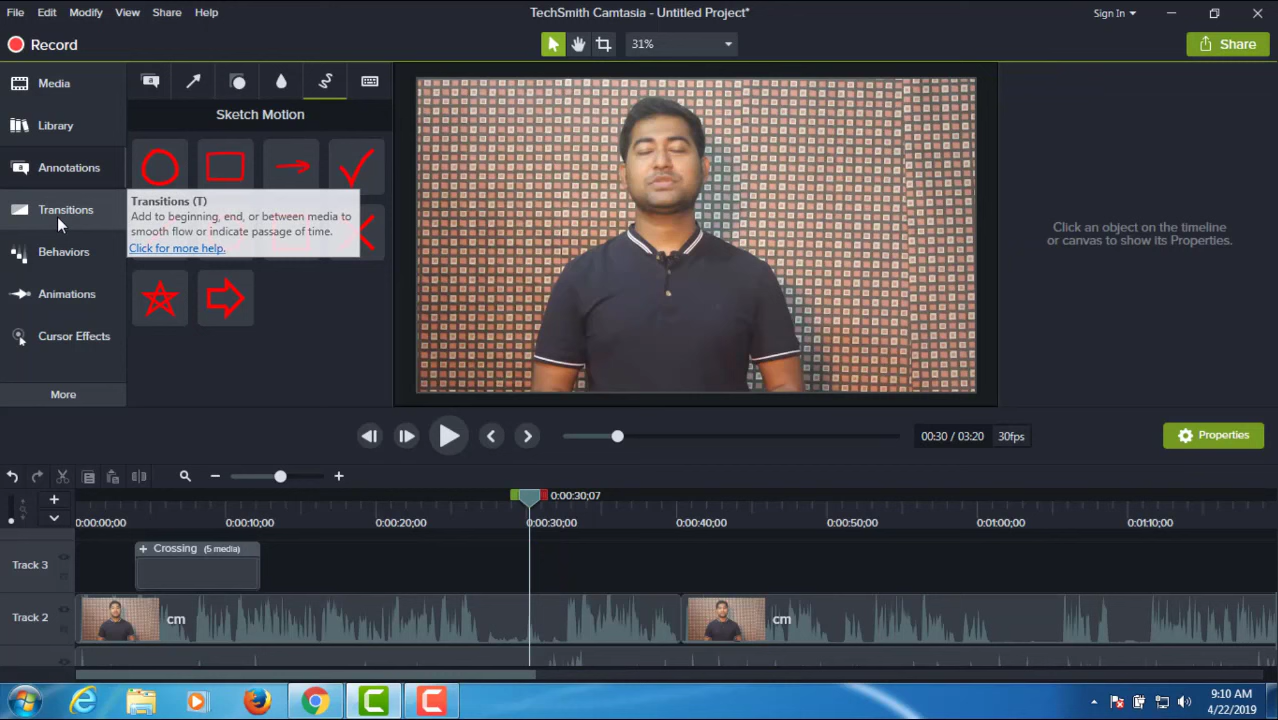 File Edit Modify View Share Help
TechSmith Camtasia - Untitled Project*
Sign In
Record
31%
Share
Media
Library
Annotations
Transitions
Behaviors
Animations
Cursor Effects
More
Sketch Motion
Transitions (T)
Add to beginning, end, or between media to
smooth flow or indicate passage of time.
Click for more help.
Click an object on the timeline
or canvas to show its Properties.
00:30 / 03:20 30fps
Properties
0:00:30;07
0:00:00;00 0:00:10;00 0:00:20;00 0:00:30;00 0:00:40;00 0:00:50;00 0:01:00;00 0:01:10;00
Track 3
+ Crossing (5 media)
Track 2
cm
cm
9:10 AM
4/22/2019